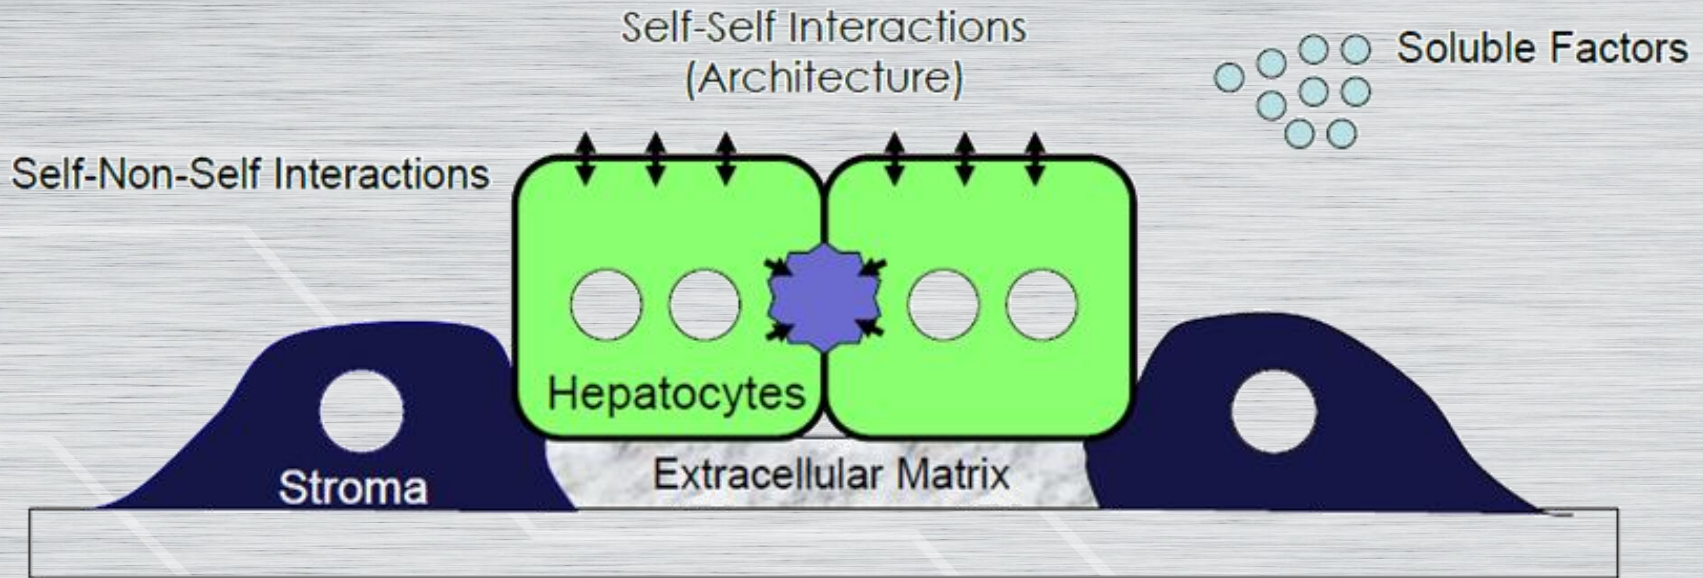 Self-Self Interactions
(Architecture)
Soluble Factors
Self-Non-Self Interactions
Hepatocytes
Extracellular Matrix
Stroma